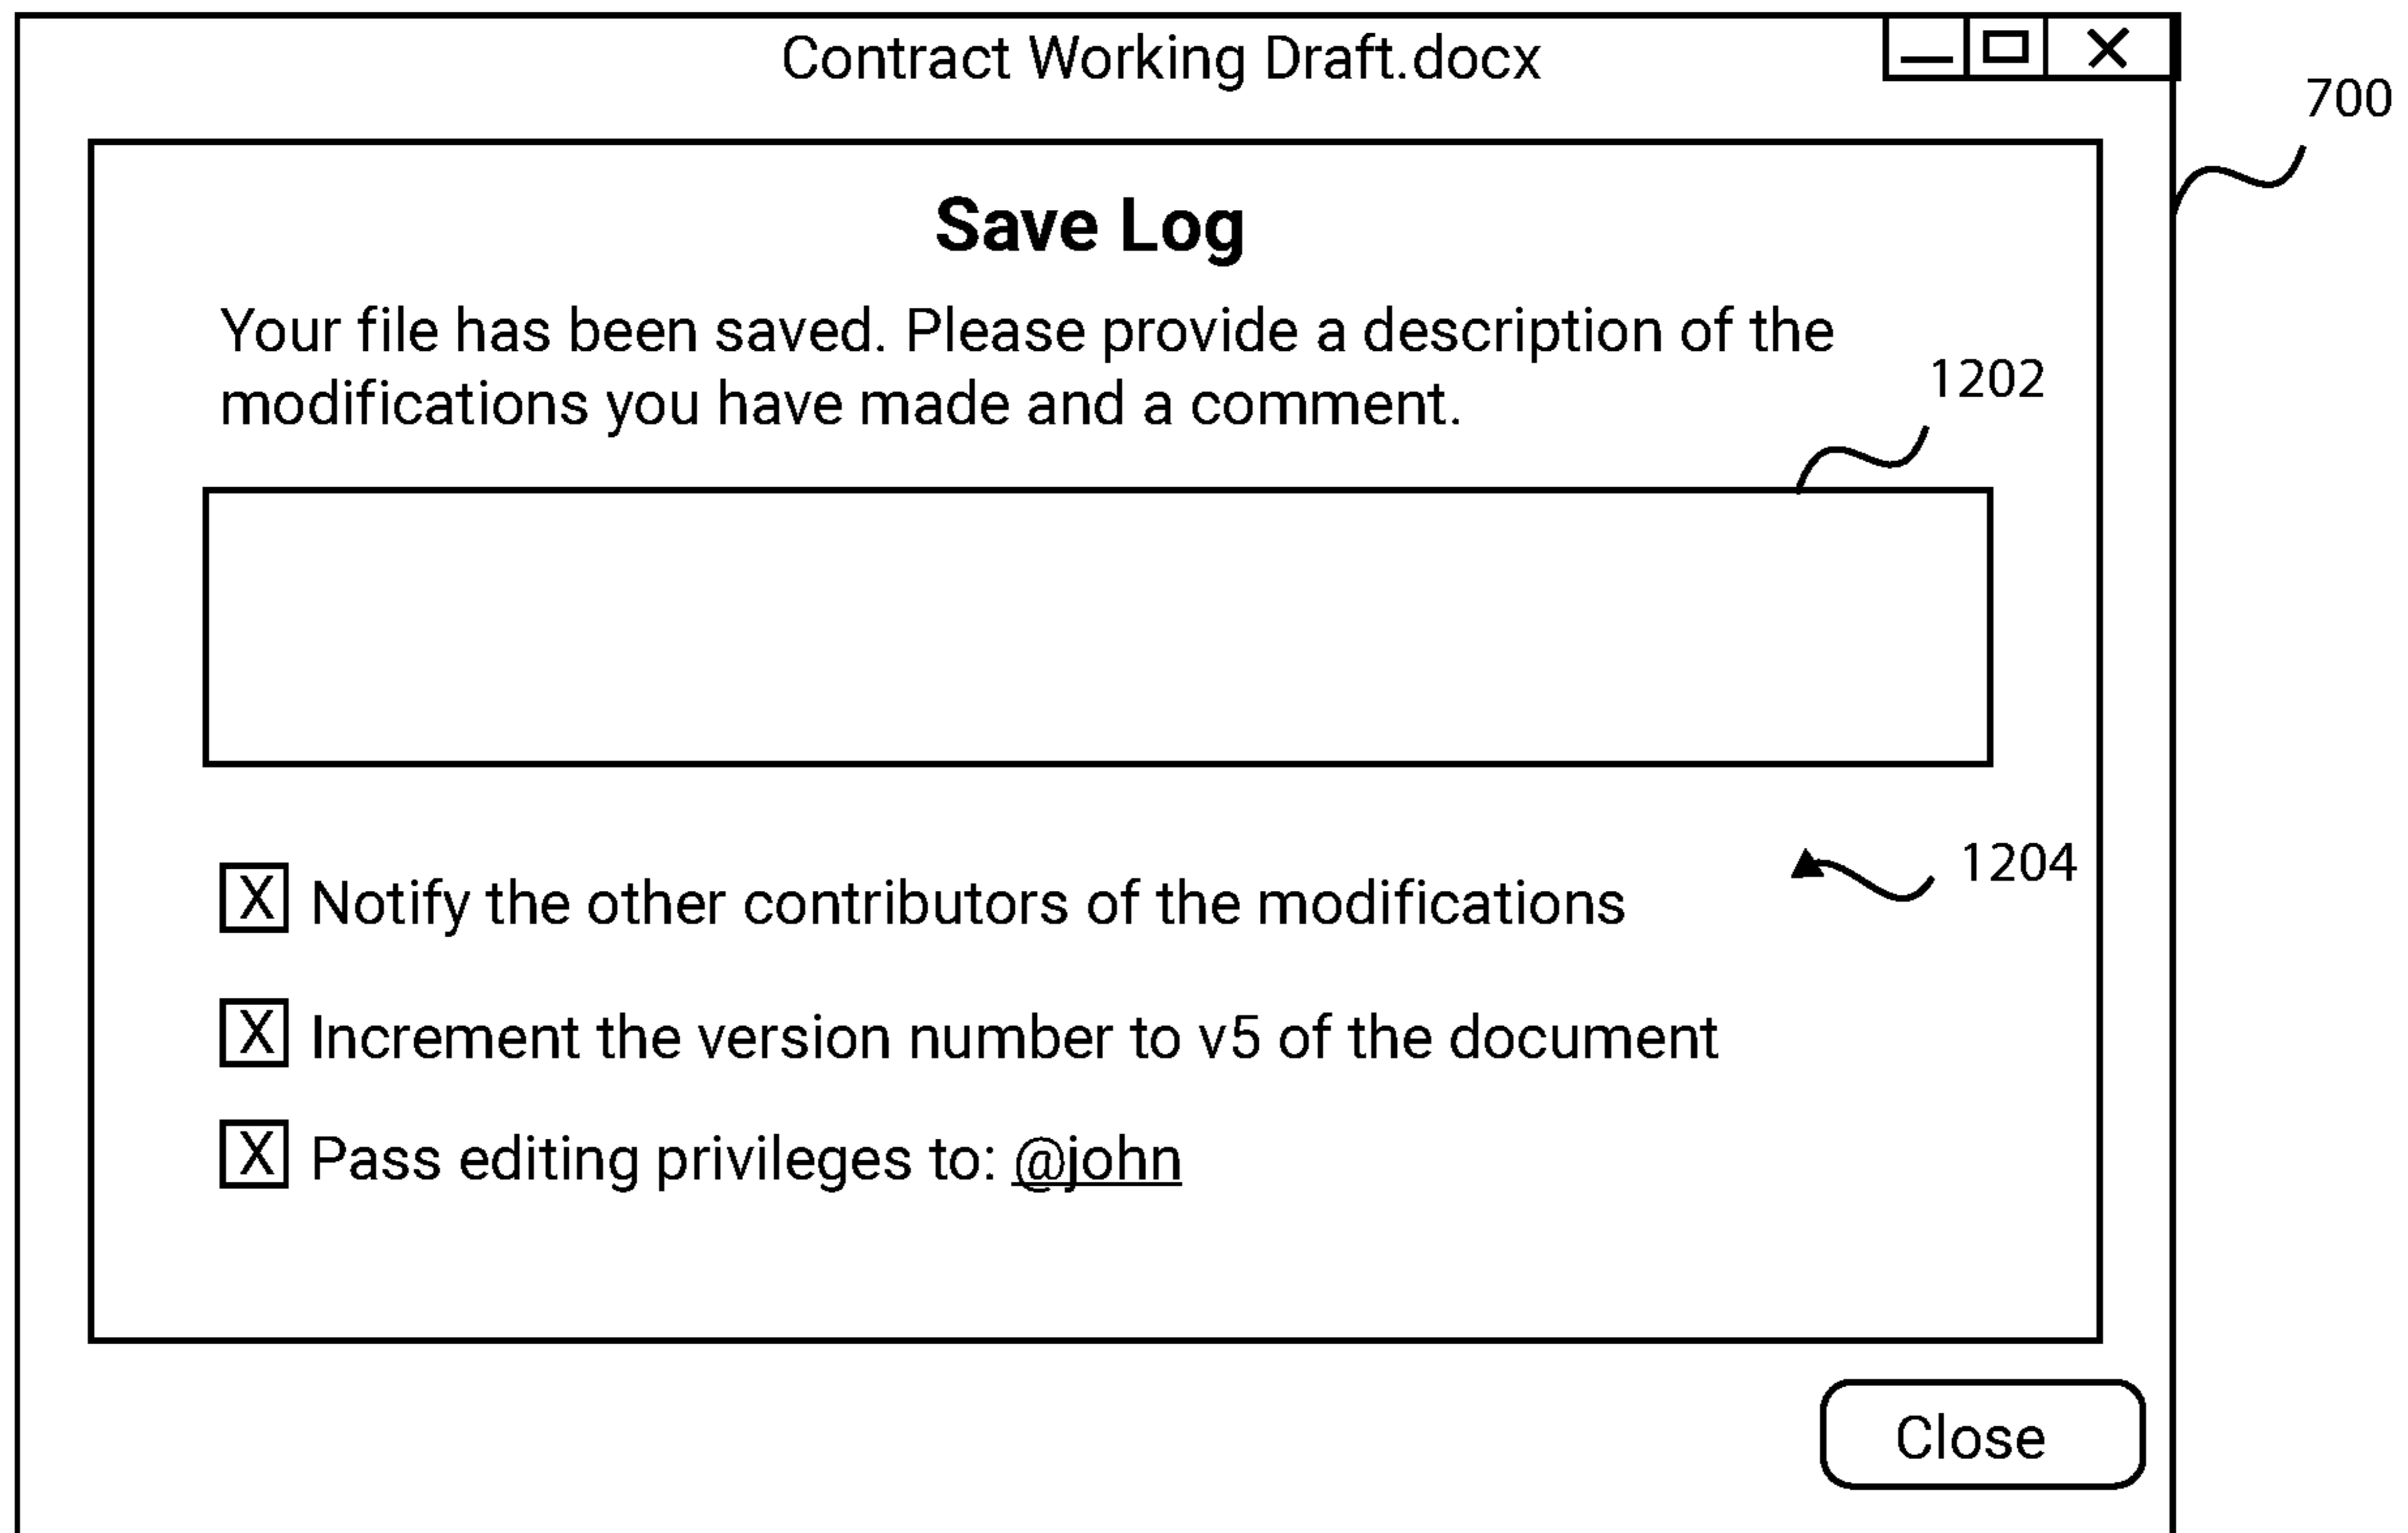 Contract Working Draft.docx
700
Save Log
Your file has been saved. Please provide a description of the
modifications you have made and a comment.
1202
1204
X Notify the other contributors of the modifications
X Increment the version number to v5 of the document
X Pass editing privileges to: @john
Close